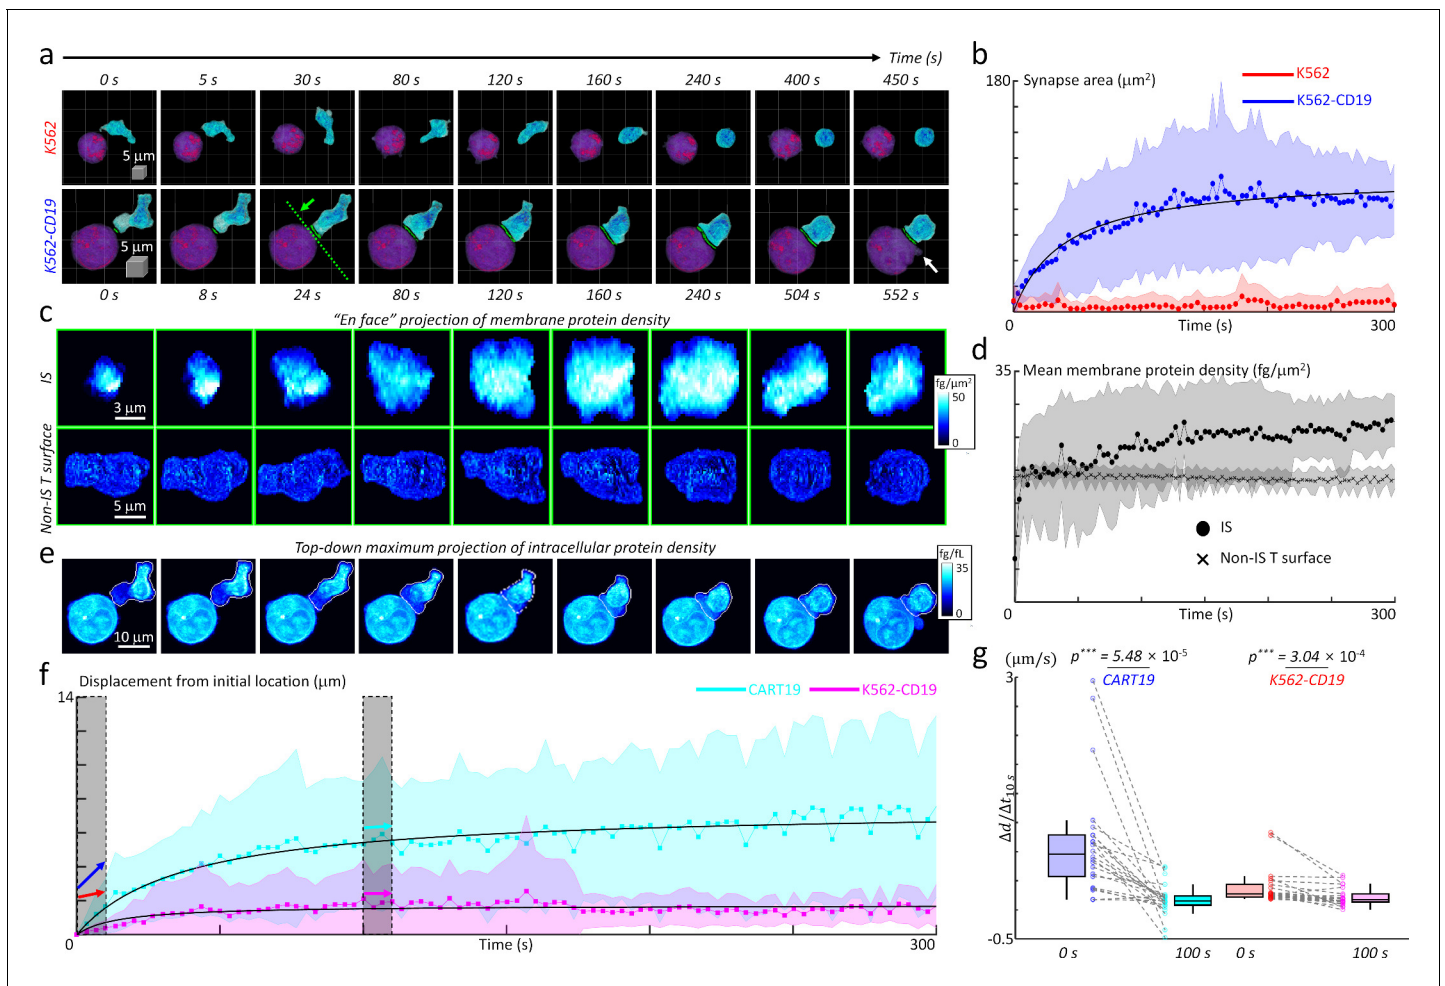 a
Time (s)
0 s 5 s 30 s 80 s 120 s 160 s 240 s 400 s 450 s
K562
5 μm
K562-CD19
5 μm
0 s 8 s 24 s 80 s 120 s 160 s 240 s 504 s 552 s
b
Synapse area (μm²)
180
K562
K562-CD19
0 Time (s) 300
c
“En face” projection of membrane protein density
IS
3 μm
fg/μm²
50
0
Non-IS T surface
5 μm
d
Mean membrane protein density (fg/μm²)
35
IS
Non-IS T surface
0 Time (s) 300
e
Top-down maximum projection of intracellular protein density
10 μm
fg/fL
35
0
f
Displacement from initial location (μm)
14
CART19
K562-CD19
0 Time (s) 300
g
(μm/s)
p*** = 5.48 × 10-5
CART19
p*** = 3.04 × 10-4
K562-CD19
3
Δd/Δt10 s
-0.5
0 s 100 s 0 s 100 s